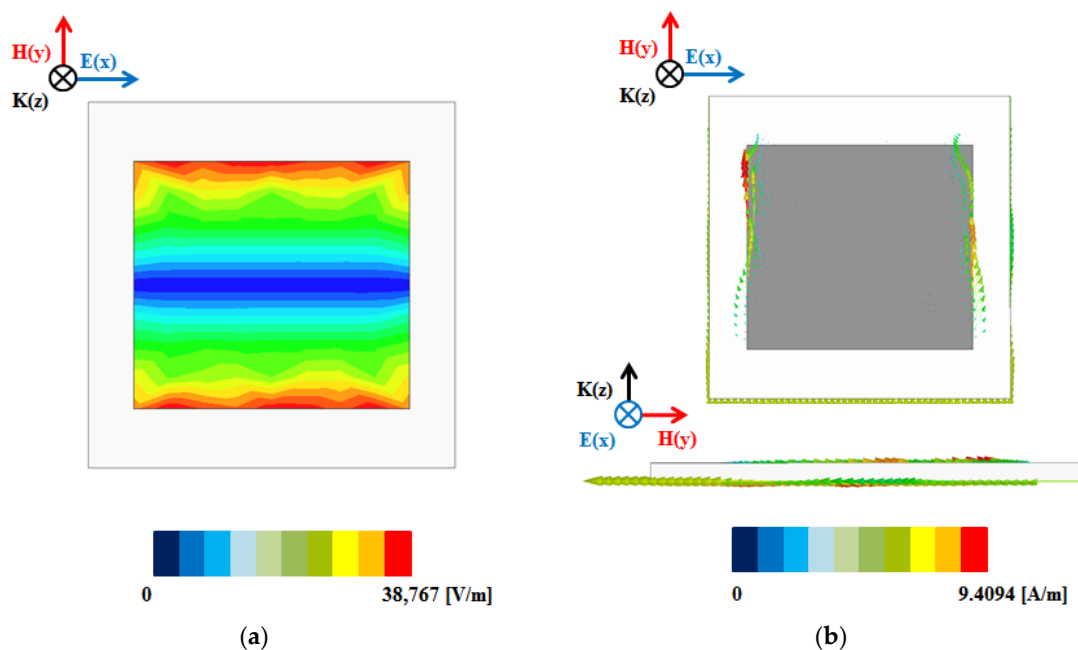 H(y)
E(x)
K(z)
0
38,767 [V/m]
(a)
H(y)
E(x)
K(z)
K(z)
E(x)
H(y)
0
9.4094 [A/m]
(b)